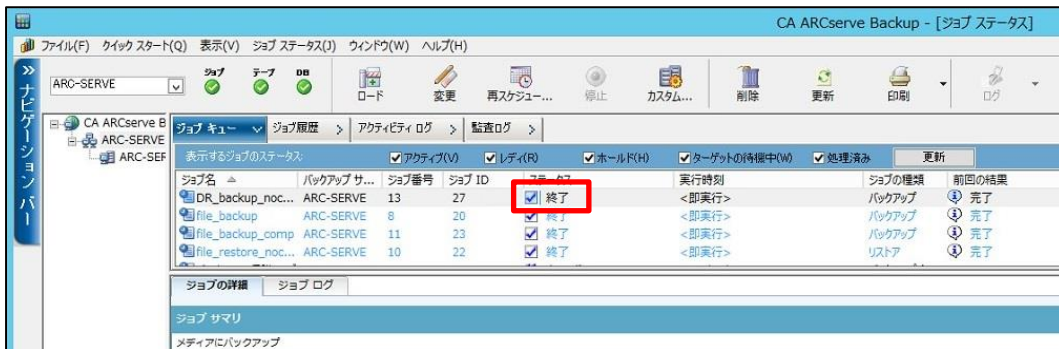 CA ARCserve Backup - [ジョブ ステータス]
ファイル(F) クイック スタート(Q) 表示(V) ジョブ ステータス(J) ウィンドウ(W) ヘルプ(H)
ARC-SERVE ジョブ テープ DB ロード 変更 再スケジュー... 停止 カスタム... 削除 更新 印刷 ログ
ナビゲーション バー
CA ARCserve B
ARC-SERVE
ARC-SEF
ジョブ キュー ジョブ履歴 アクティビティ ログ 監査ログ
表示するジョブのステータス: アクティブ(V) レディ(R) ホールド(H) ターゲットの待機中(W) 処理済み 更新
ジョブ名 バックアップ サ... ジョブ番号 ジョブ ID ステータス 実行時刻 ジョブの種類 前回の結果
DR_backup_noc... ARC-SERVE 13 27 終了 <即実行> バックアップ 完了
file_backup ARC-SERVE 8 20 終了 <即実行> バックアップ 完了
file_backup_comp ARC-SERVE 11 23 終了 <即実行> バックアップ 完了
file_restore_noc... ARC-SERVE 10 22 終了 <即実行> リストア 完了
ジョブの詳細 ジョブ ログ
ジョブ サマリ
メディアにバックアップ